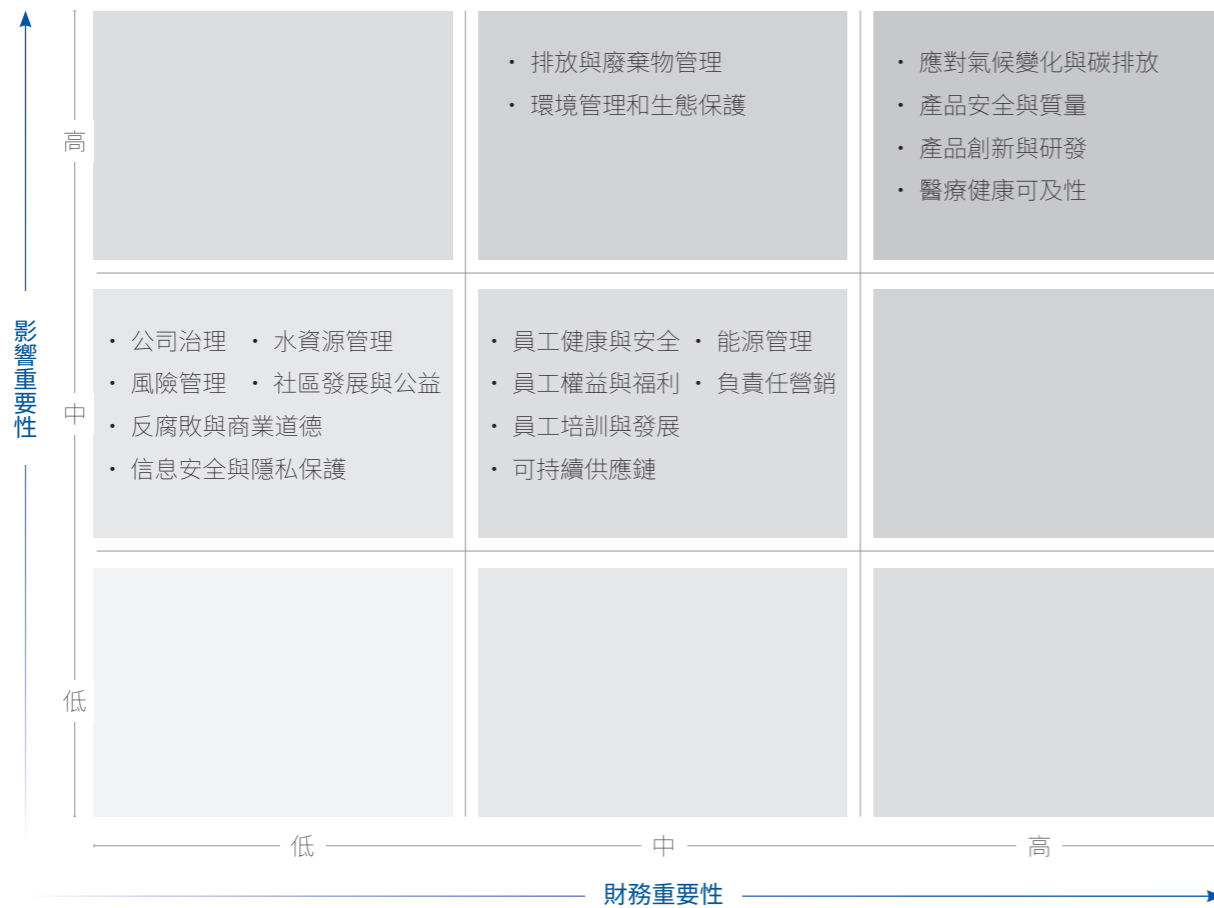 • 排放與廢棄物管理
• 環境管理和生態保護
• 應對氣候變化與碳排放
• 產品安全與質量
• 產品創新與研發
• 醫療健康可及性
高
影響重要性
• 公司治理 • 水資源管理
• 風險管理 • 社區發展與公益
• 反腐敗與商業道德
• 信息安全與隱私保護
• 員工健康與安全 • 能源管理
• 員工權益與福利 • 負責任營銷
• 員工培訓與發展
• 可持續供應鏈
中
低
低 中 高
財務重要性